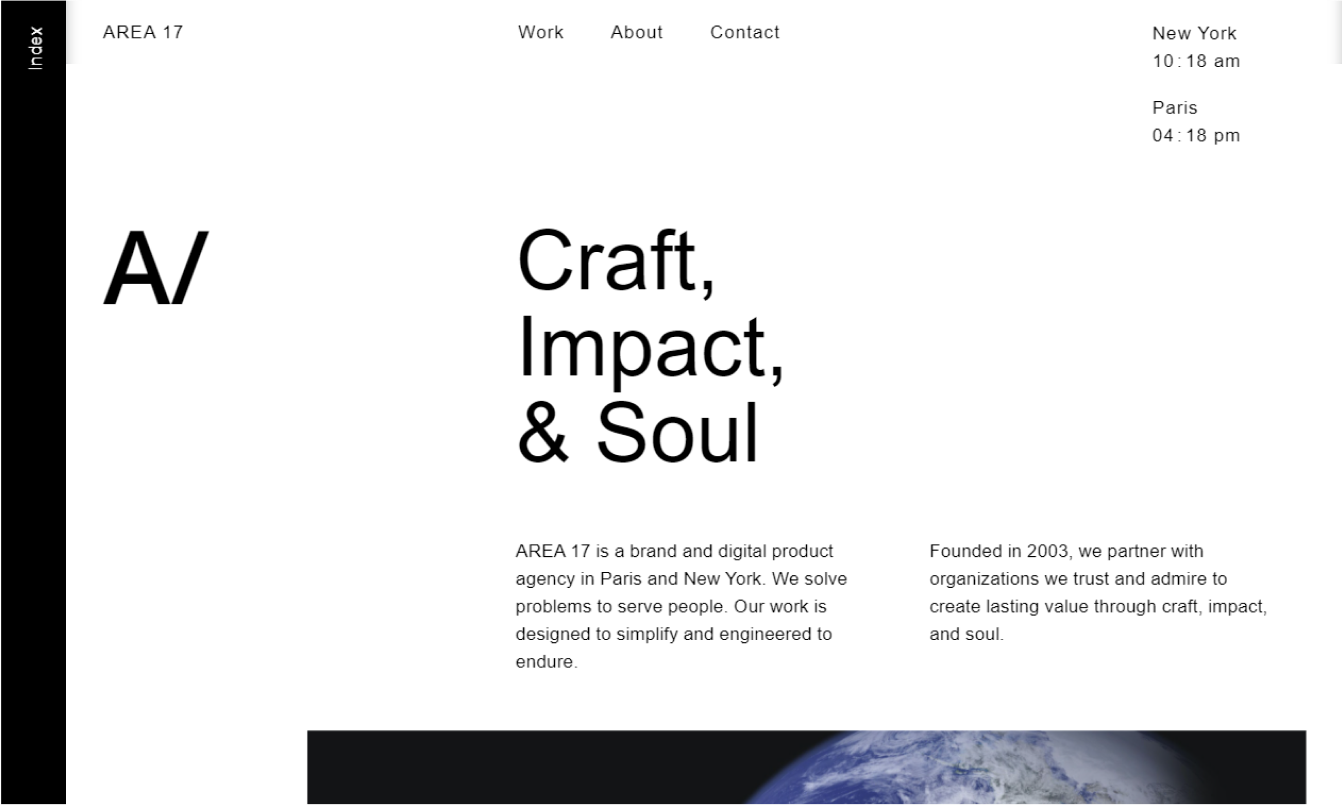 Index
AREA 17
Work
About
Contact
New York
10:18 am
Paris
04:18 pm
A/
Craft,
Impact,
& Soul
AREA 17 is a brand and digital product
agency in Paris and New York. We solve
problems to serve people. Our work is
designed to simplify and engineered to
endure.
Founded in 2003, we partner with
organizations we trust and admire to
create lasting value through craft, impact,
and soul.